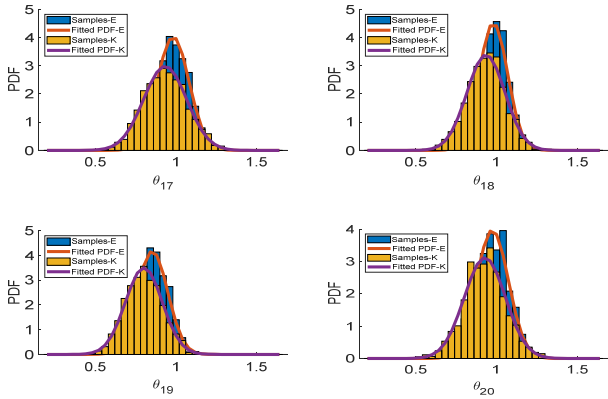 5
4
3
2
1
0
PDF
Samples-E
Fitted PDF-E
Samples-K
Fitted PDF-K
0.5 1 1.5
θ17
5
4
3
2
1
0
PDF
Samples-E
Fitted PDF-E
Samples-K
Fitted PDF-K
0.5 1 1.5
θ18
5
4
3
2
1
0
PDF
Samples-E
Fitted PDF-E
Samples-K
Fitted PDF-K
0.5 1 1.5
θ19
4
3
2
1
0
PDF
Samples-E
Fitted PDF-E
Samples-K
Fitted PDF-K
0.5 1 1.5
θ20